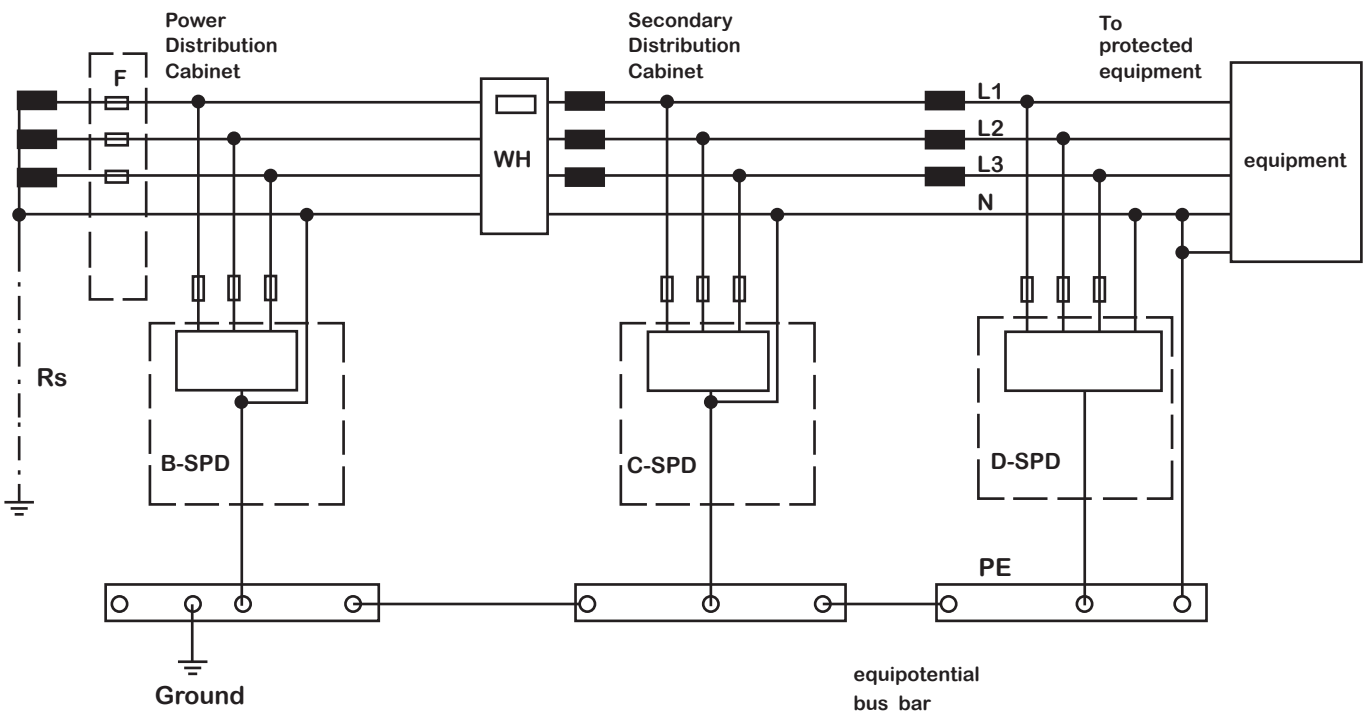 Power
Distribution
Cabinet
Secondary
Distribution
Cabinet
To
protected
equipment
F
L1
L2
L3
N
WH
equipment
Rs
B-SPD
C-SPD
D-SPD
PE
Ground
equipotential
bus bar